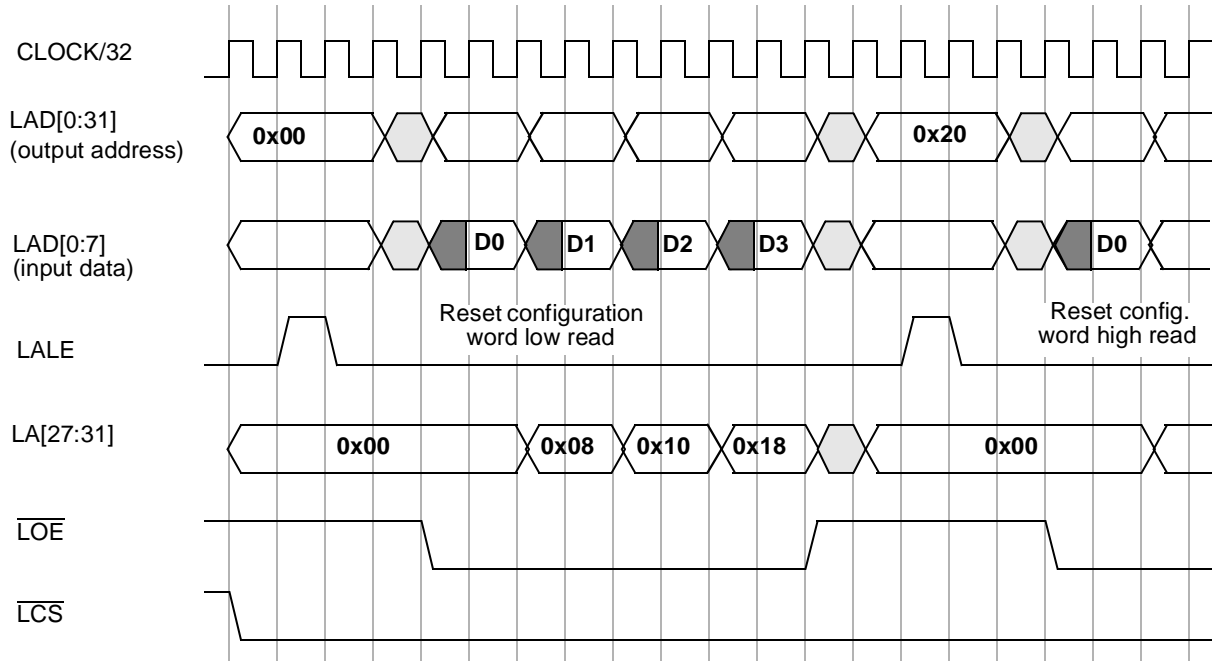 CLOCK/32
LAD[0:31]
(output address)
0x00
0x20
LAD[0:7]
(input data)
D0
D1
D2
D3
D0
Reset configuration
word low read
Reset config.
word high read
LALE
LA[27:31]
0x00
0x08
0x10
0x18
0x00
LOE
LCS